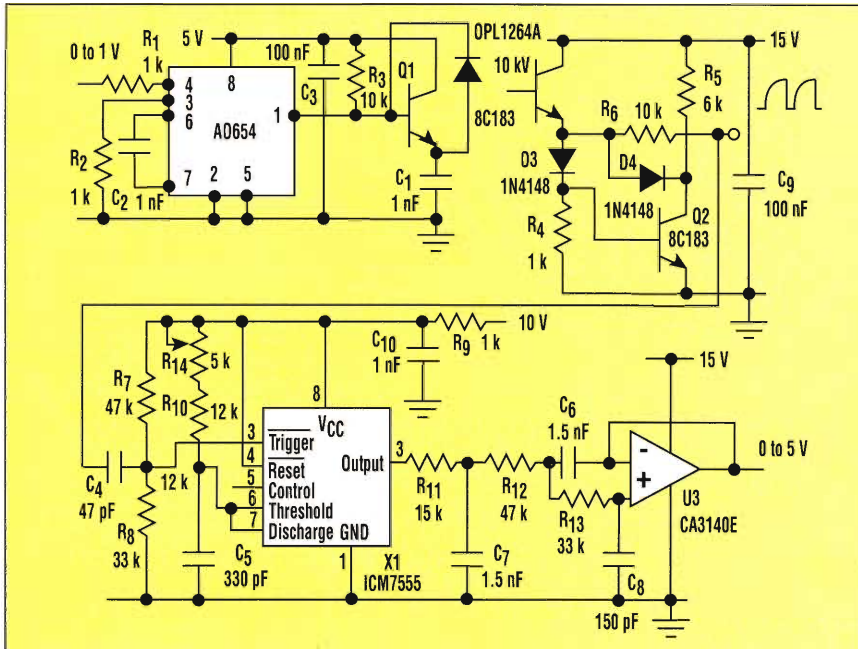 0 to 1 V
R1
1 k
5 V
100 nF
C3
R3
10 k
Q1
OPL1264A
8C183
4
3
6
7
8
1
2
5
AD654
R2
1 k
C2
1 nF
C1
1 nF
10 kV
15 V
R5
6 k
R6
10 k
D3
1N4148
D4
1N4148
Q2
8C183
R4
1 k
C9
100 nF
10 V
R9
1 k
C10
1 nF
R14
5 k
R7
47 k
R10
12 k
8
VCC
3
Trigger
4
Reset
5
Control
6
Threshold
7
Discharge GND
Output
3
1
X1
ICM7555
C4
47 pF
12 k
R8
33 k
C5
330 pF
R11
15 k
R12
47 k
C6
1.5 nF
R13
33 k
C7
1.5 nF
C8
150 pF
15 V
-
+
U3
CA3140E
0 to 5 V